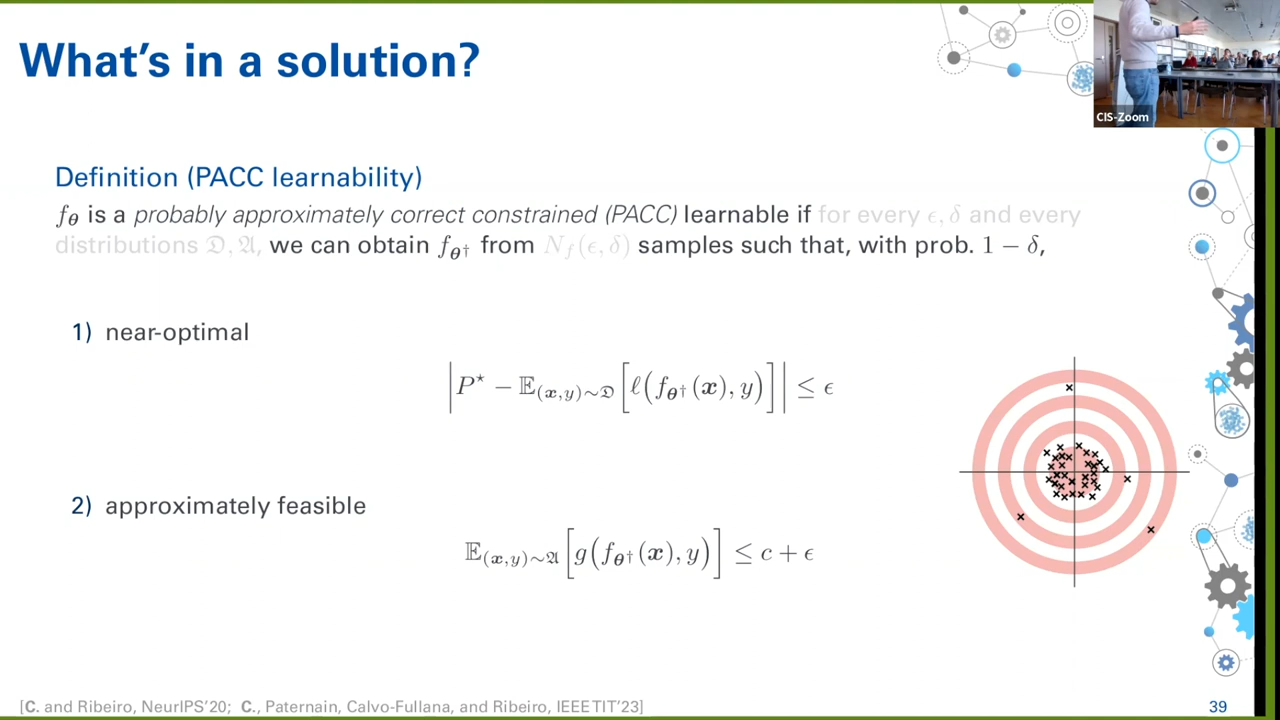 What's in a solution?
CIS-Zoom
Definition (PACC learnability)
f_θ is a probably approximately correct constrained (PACC) learnable if for every ϵ, δ and every
distributions 𝔇, 𝔄, we can obtain f_θ† from N_f(ϵ, δ) samples such that, with prob. 1 − δ,
1) near-optimal
|P⋆ − 𝔼_(x,y)∼𝔇 [ℓ(f_θ†(x), y)]| ≤ ϵ
2) approximately feasible
𝔼_(x,y)∼𝔄 [g(f_θ†(x), y)] ≤ c + ϵ
[C. and Ribeiro, NeurIPS'20; C., Paternain, Calvo-Fullana, and Ribeiro, IEEE TIT'23]
39